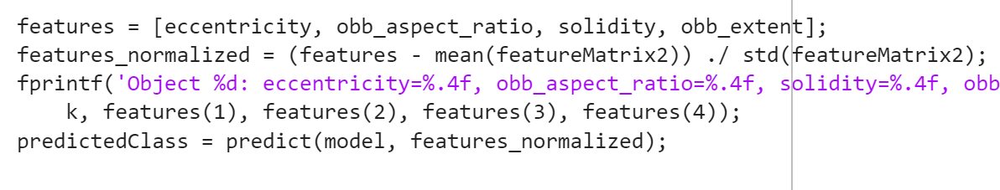 features = [eccentricity, obb_aspect_ratio, solidity, obb_extent];
features_normalized = (features - mean(featureMatrix2)) ./ std(featureMatrix2);
fprintf('Object %d: eccentricity=%.4f, obb_aspect_ratio=%.4f, solidity=%.4f, obb
k, features(1), features(2), features(3), features(4));
predictedClass = predict(model, features_normalized);